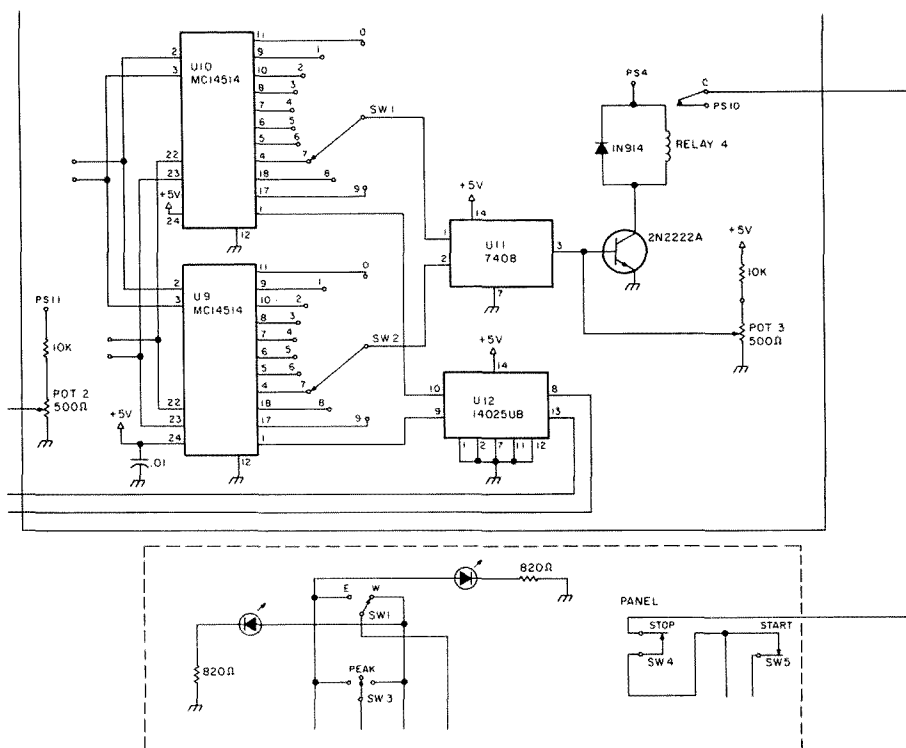 U10
MC14514
2
3
22
23
+5V
24
12
11
9
10
8
7
6
5
4
18
17
1
0
1
2
3
4
5
6
7
8
9
SW1
U9
MC14514
2
3
22
23
+5V
24
.01
12
11
9
10
8
7
6
5
4
18
17
1
0
1
2
3
4
5
6
7
8
9
SW2
PS11
10K
POT 2
500Ω
+5V
14
1
2
U11
7408
3
7
+5V
14
10
9
U12
14025UB
8
13
1
2
7
11
12
PS4
C
PS10
1N914
RELAY 4
2N2222A
+5V
10K
POT 3
500Ω
820Ω
E
W
SW1
820Ω
PEAK
SW3
PANEL
STOP
START
SW4
SW5